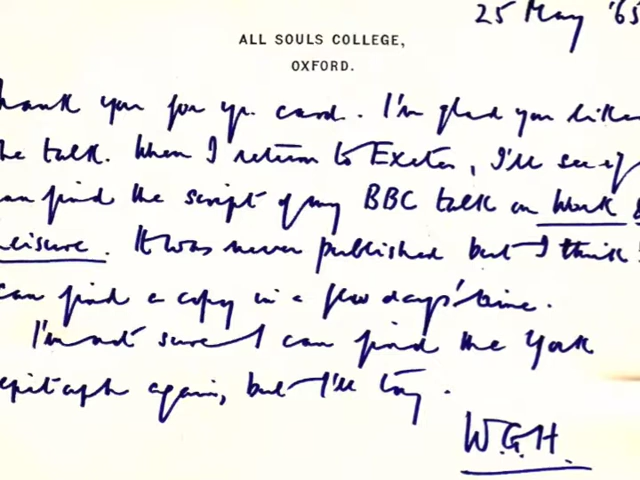 25 May '65
ALL SOULS COLLEGE,
OXFORD.
hank you for yr. card. I'm glad you liked
he talk. When I return to Exeter, I'll see if I
an find the script of my BBC talk on Work &
Leisure. It was never published but I think I
can find a copy in a few days' time.
I'm not sure I can find the York
epitaph again, but I'll try.
W.G.H.